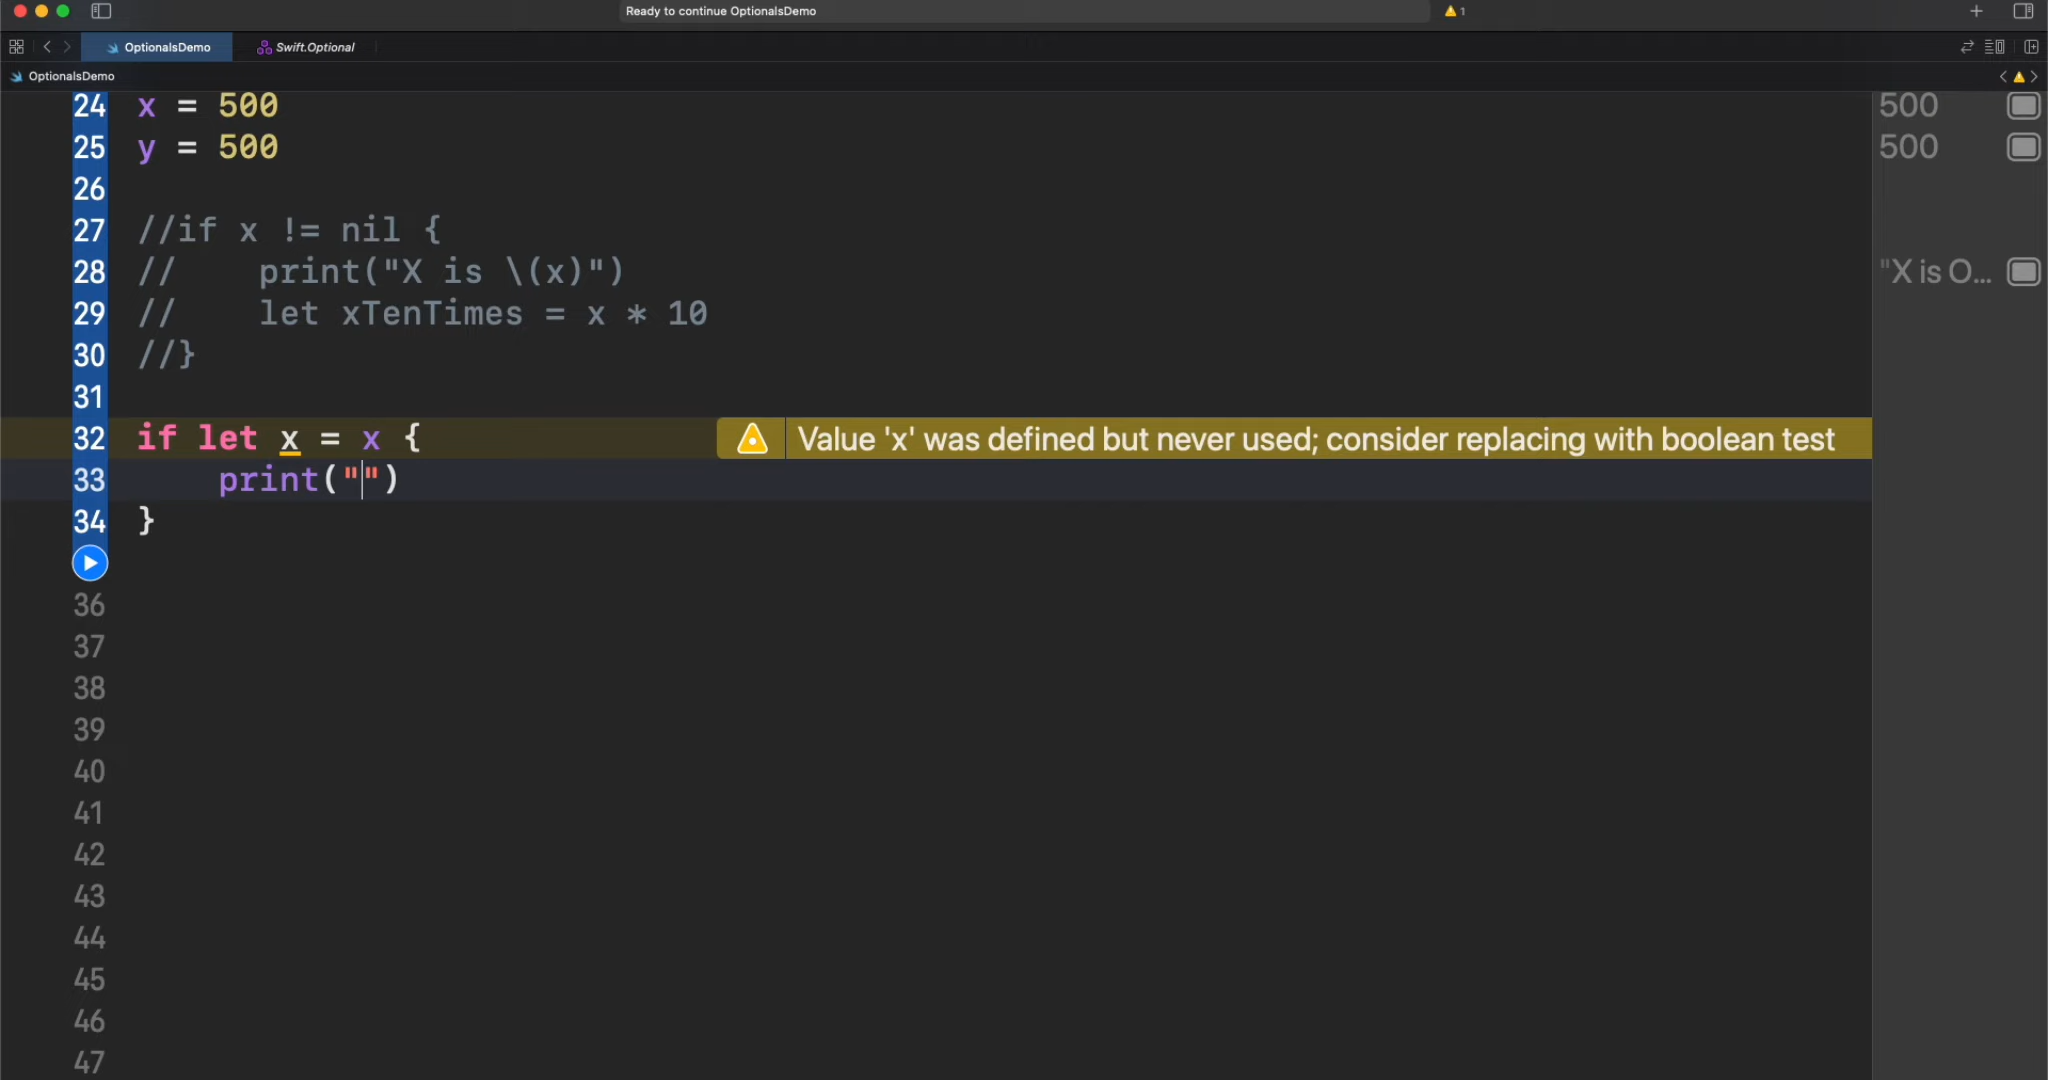 Ready to continue OptionalsDemo 1
OptionalsDemo Swift.Optional
OptionalsDemo
24 x = 500 500
25 y = 500 500
26
27 //if x != nil {
28 //    print("X is \(x)") "X is O...
29 //    let xTenTimes = x * 10
30 //}
31
32 if let x = x { Value 'x' was defined but never used; consider replacing with boolean test
33     print("")
34 }
36
37
38
39
40
41
42
43
44
45
46
47